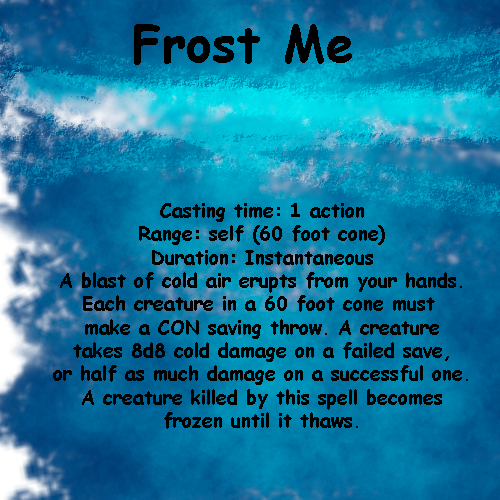 Frost Me
Casting time: 1 action
Range: self (60 foot cone)
Duration: Instantaneous
A blast of cold air erupts from your hands.
Each creature in a 60 foot cone must
make a CON saving throw. A creature
takes 8d8 cold damage on a failed save,
or half as much damage on a successful one.
A creature killed by this spell becomes
frozen until it thaws.